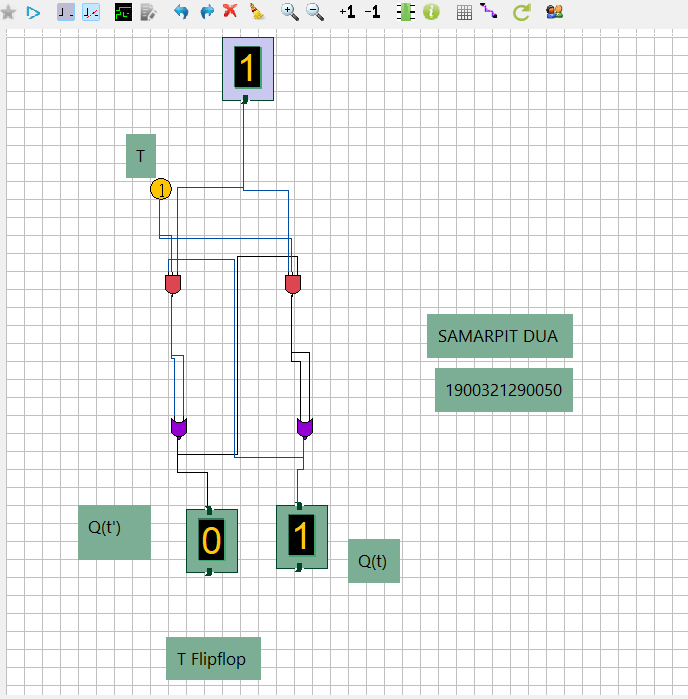 +1 -1
1
T
1
SAMARPIT DUA
1900321290050
Q(t')
0
1
Q(t)
T Flipflop